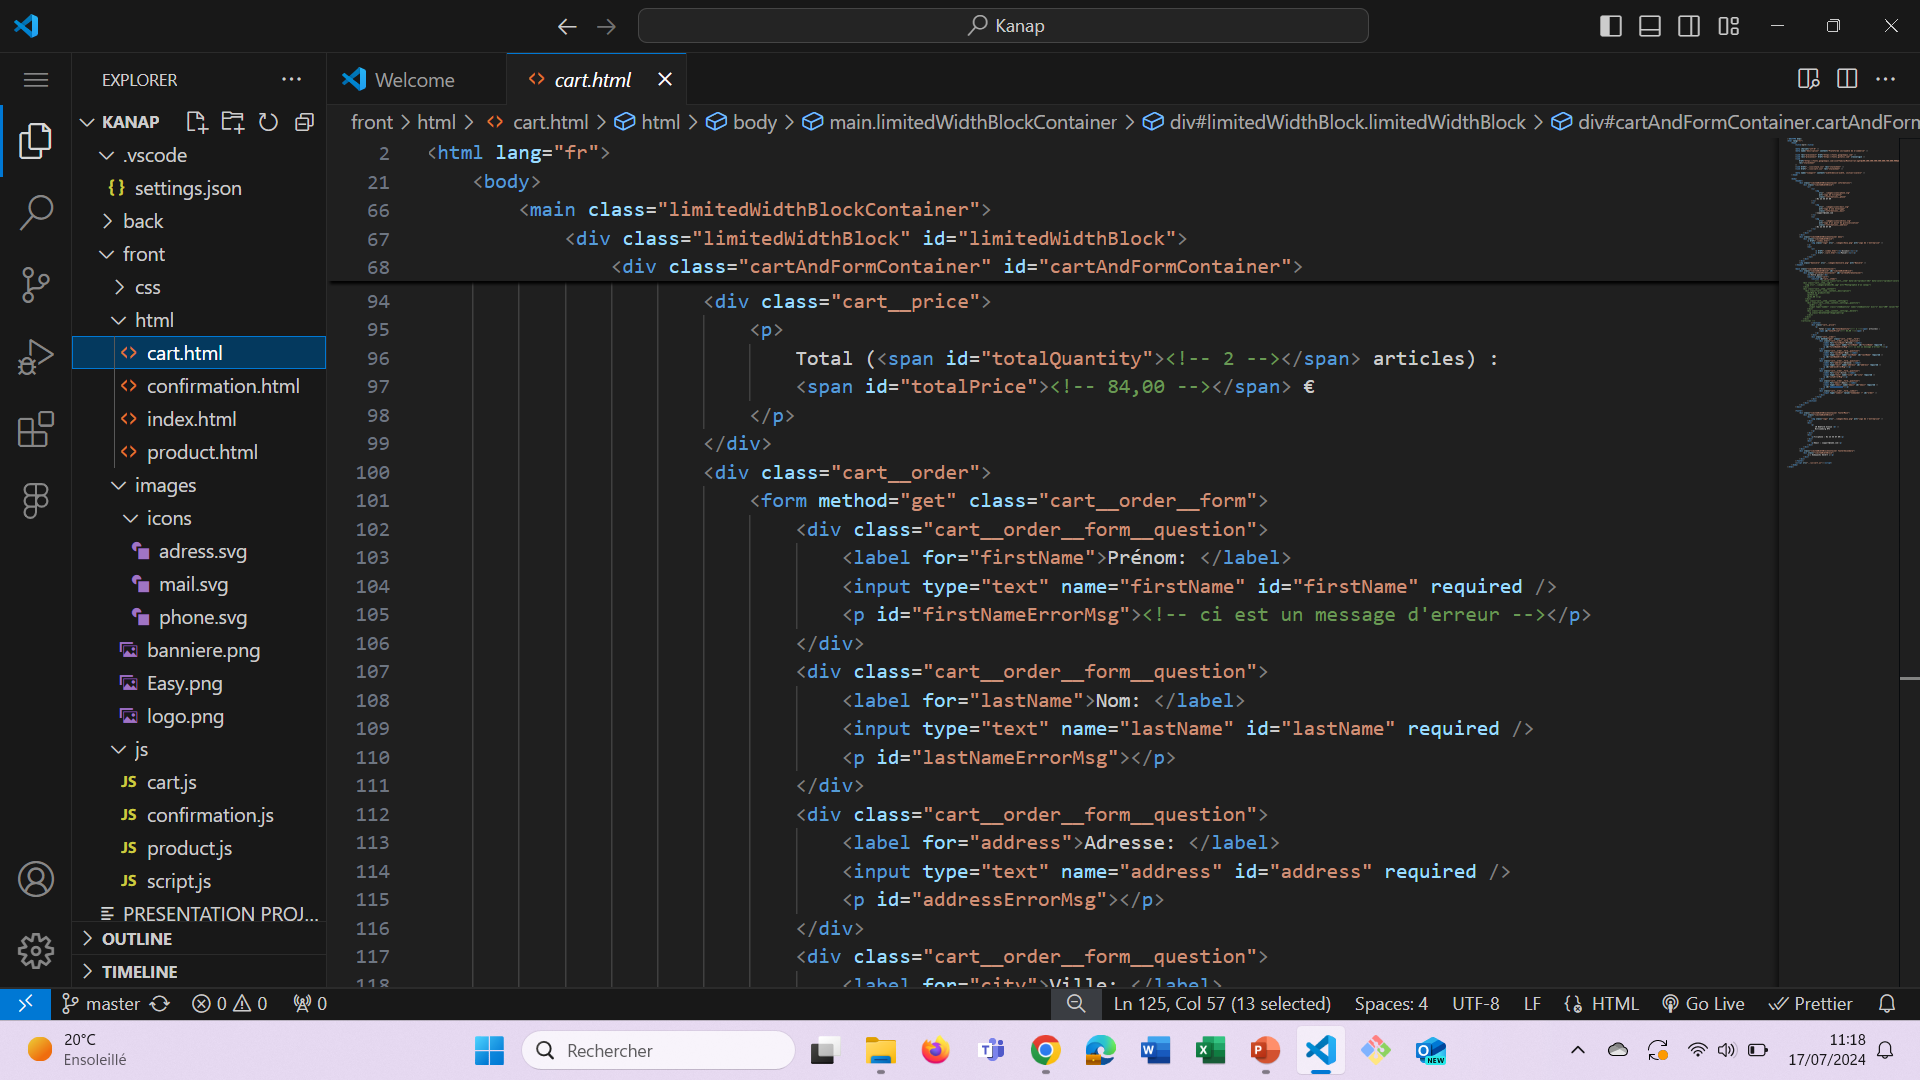 Kanap
EXPLORER
Welcome
cart.html
KANAP
front > html > cart.html > html > body > main.limitedWidthBlockContainer > div#limitedWidthBlock.limitedWidthBlock > div#cartAndFormContainer.cartAndForm
.vscode
settings.json
back
front
css
html
cart.html
confirmation.html
index.html
product.html
images
icons
adress.svg
mail.svg
phone.svg
banniere.png
Easy.png
logo.png
js
JS cart.js
JS confirmation.js
JS product.js
JS script.js
PRESENTATION PROJ...
OUTLINE
TIMELINE
2 <html lang="fr">
21 <body>
66 <main class="limitedWidthBlockContainer">
67 <div class="limitedWidthBlock" id="limitedWidthBlock">
68 <div class="cartAndFormContainer" id="cartAndFormContainer">
94 <div class="cart__price">
95 <p>
96 Total (<span id="totalQuantity"><!-- 2 --></span> articles) :
97 <span id="totalPrice"><!-- 84,00 --></span> €
98 </p>
99 </div>
100 <div class="cart__order">
101 <form method="get" class="cart__order__form">
102 <div class="cart__order__form__question">
103 <label for="firstName">Prénom: </label>
104 <input type="text" name="firstName" id="firstName" required />
105 <p id="firstNameErrorMsg"><!-- ci est un message d'erreur --></p>
106 </div>
107 <div class="cart__order__form__question">
108 <label for="lastName">Nom: </label>
109 <input type="text" name="lastName" id="lastName" required />
110 <p id="lastNameErrorMsg"></p>
111 </div>
112 <div class="cart__order__form__question">
113 <label for="address">Adresse: </label>
114 <input type="text" name="address" id="address" required />
115 <p id="addressErrorMsg"></p>
116 </div>
117 <div class="cart__order__form__question">
118 <label for="city">Ville: </label>
master
0 0
0
Ln 125, Col 57 (13 selected)
Spaces: 4
UTF-8
LF
HTML
Go Live
Prettier
20°C
Ensoleillé
Rechercher
NEW
11:18
17/07/2024